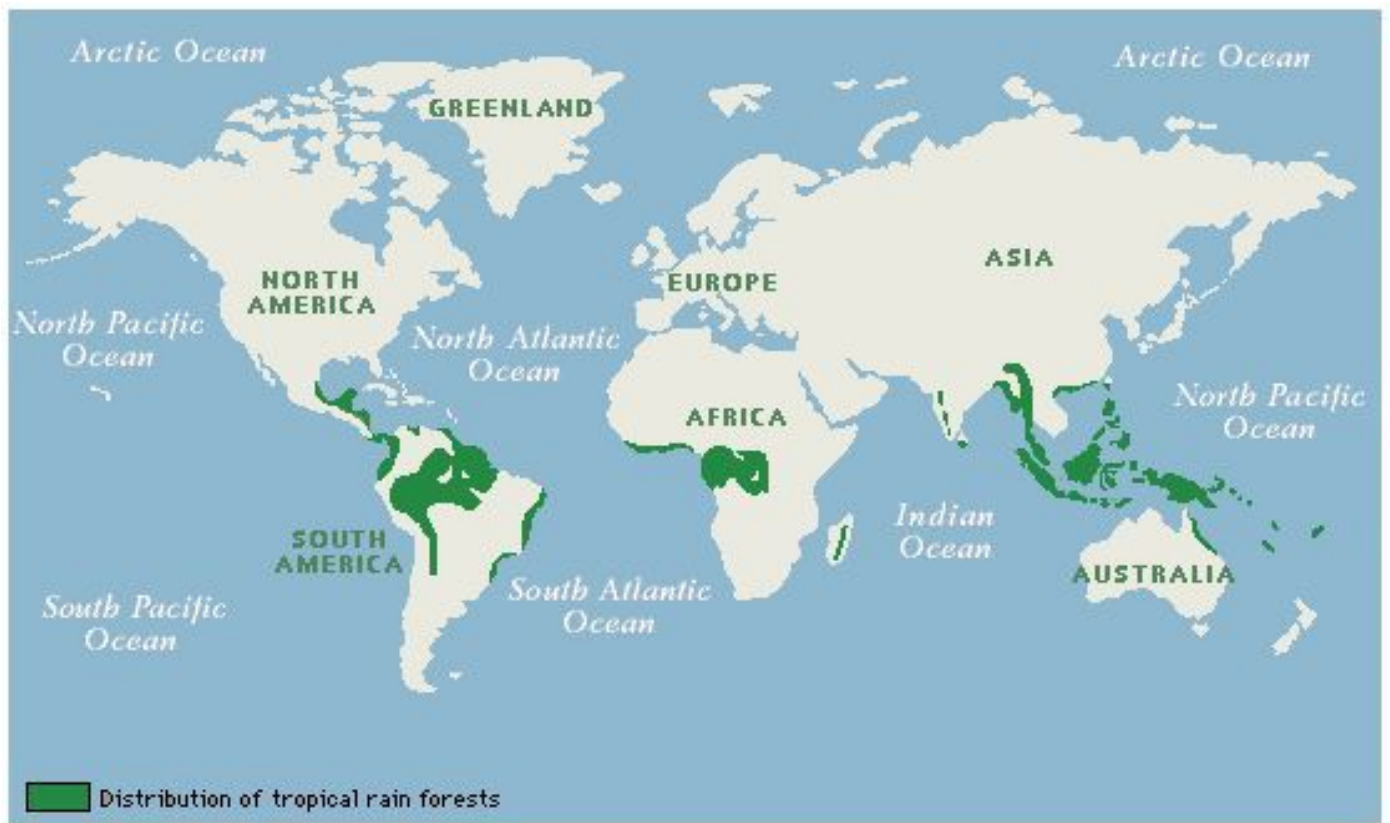 Arctic Ocean
Arctic Ocean
GREENLAND
NORTH
AMERICA
EUROPE
ASIA
North Pacific
Ocean
North Atlantic
Ocean
AFRICA
North Pacific
Ocean
SOUTH
AMERICA
Indian
Ocean
AUSTRALIA
South Pacific
Ocean
South Atlantic
Ocean
Distribution of tropical rain forests